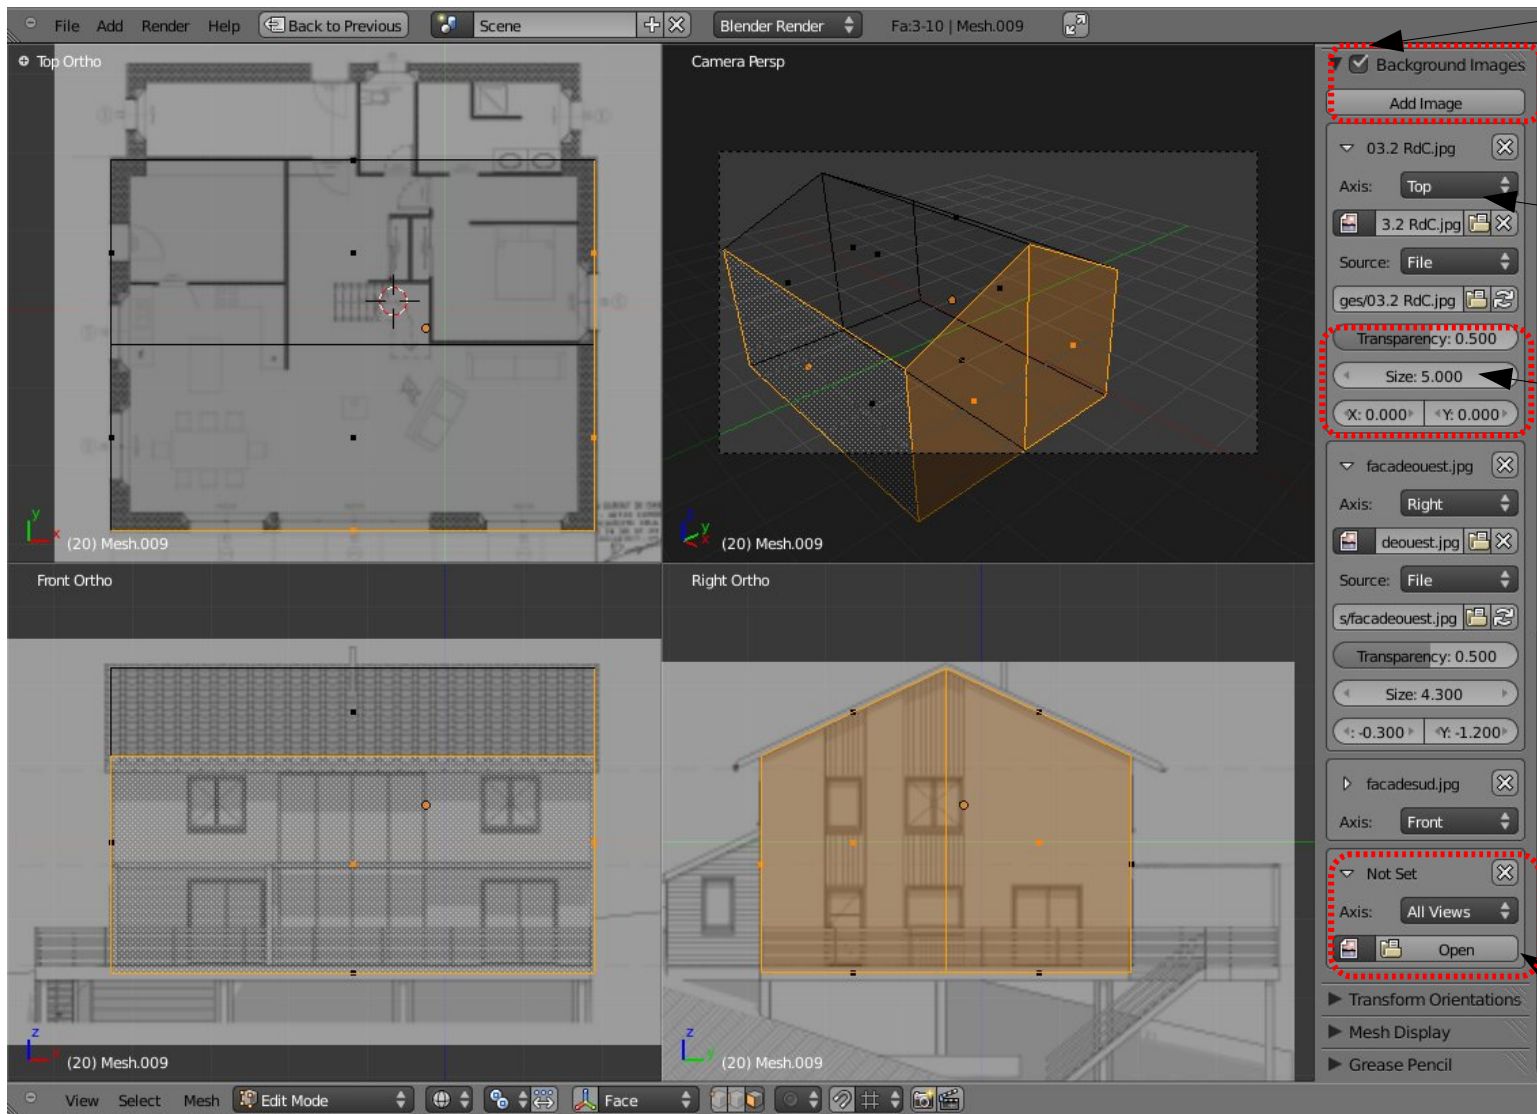 File Add Render Help Back to Previous Scene Blender Render Fa:3-10 | Mesh.009
Top Ortho
(20) Mesh.009
Camera Persp
(20) Mesh.009
Front Ortho
(20) Mesh.009
Right Ortho
(20) Mesh.009
Background Images
Add Image
03.2 RdC.jpg
Axis: Top
3.2 RdC.jpg
Source: File
ges/03.2 RdC.jpg
Transparency: 0.500
Size: 5.000
X: 0.000 Y: 0.000
facadeouest.jpg
Axis: Right
deouest.jpg
Source: File
s/facadeouest.jpg
Transparency: 0.500
Size: 4.300
: -0.300 Y: -1.200
facadesud.jpg
Axis: Front
Not Set
Axis: All Views
Open
Transform Orientations
Mesh Display
Grease Pencil
View Select Mesh Edit Mode Face
z
x
z
y
y
x
y
x